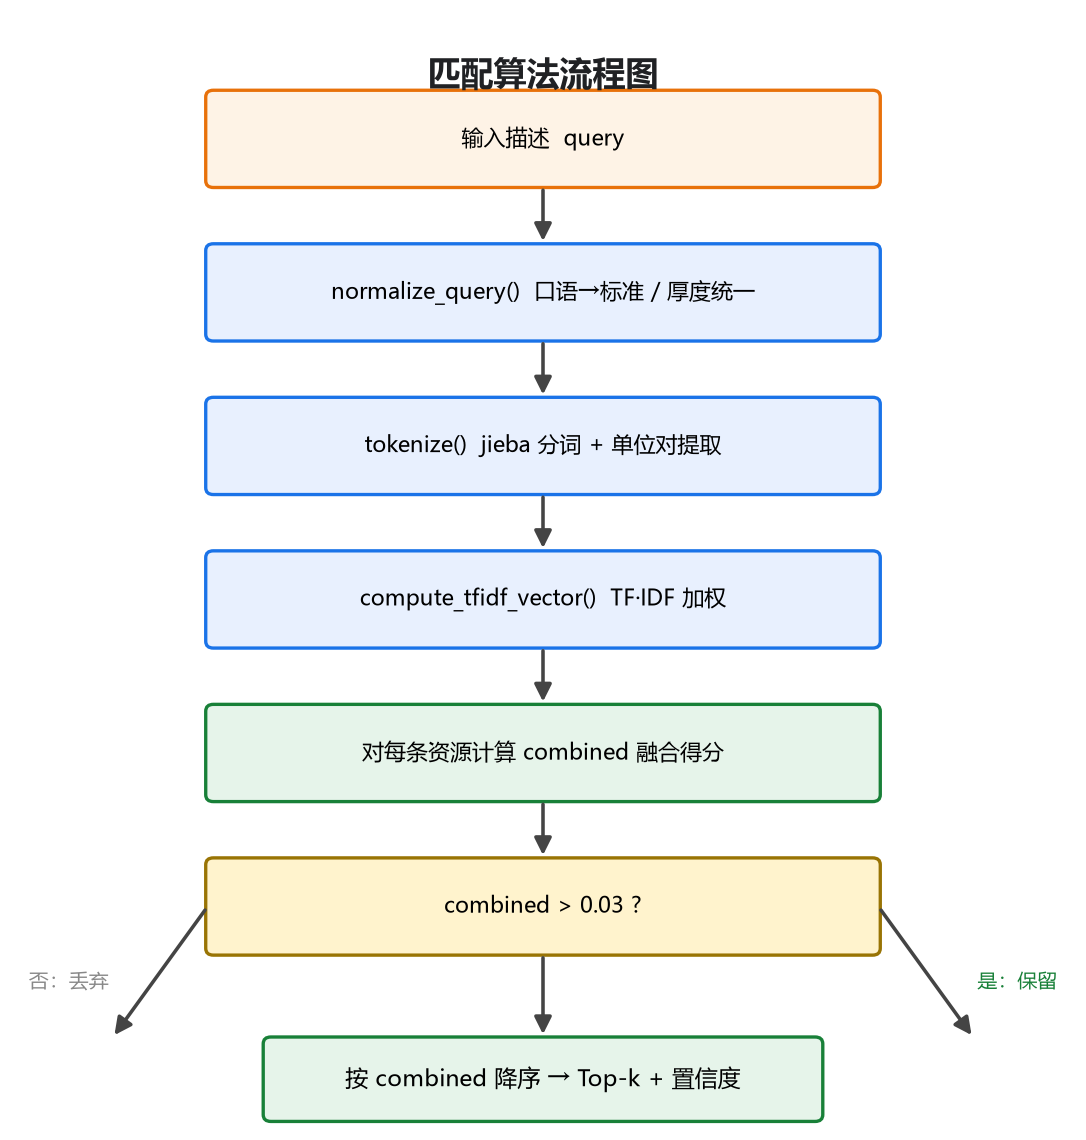 匹配算法流程图
输入描述  query
normalize_query()  口语→标准 / 厚度统一
tokenize()  jieba 分词 + 单位对提取
compute_tfidf_vector()  TF·IDF 加权
对每条资源计算 combined 融合得分
combined > 0.03 ?
否：丢弃
是：保留
按 combined 降序 → Top-k + 置信度